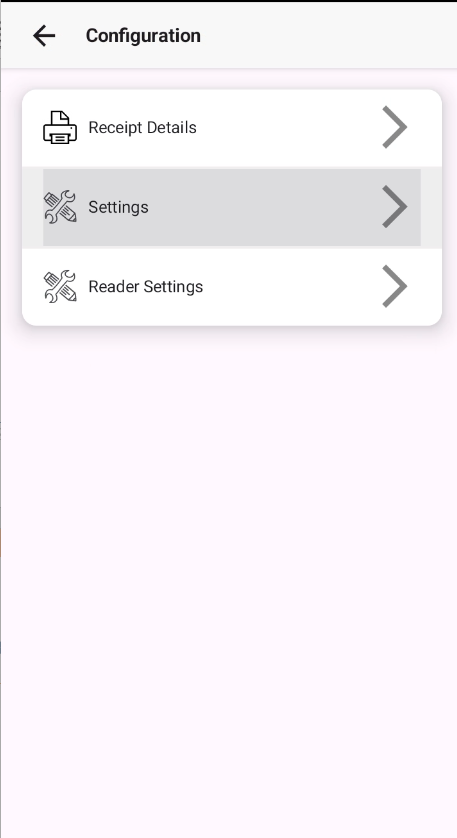 Configuration
Receipt Details
Settings
Reader Settings